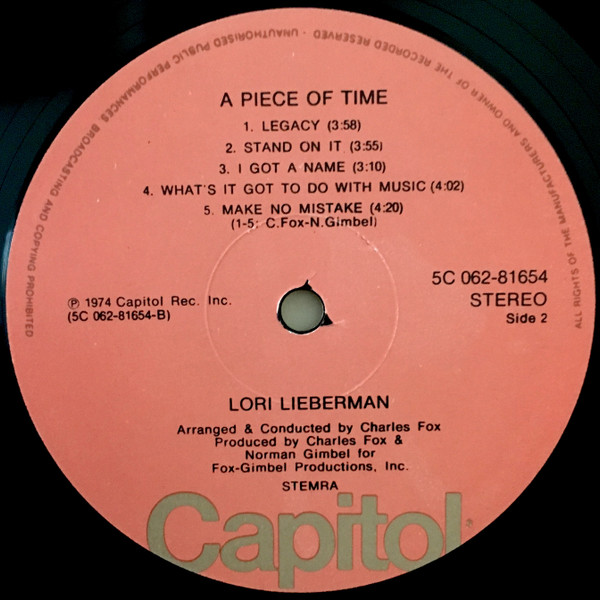 ALL RIGHTS OF THE MANUFACTURERS AND OWNER OF THE RECORDED RESERVED · UNAUTHORISED PUBLIC PERFORMANCES BROADCASTING AND COPYING PROHIBITED
A PIECE OF TIME
1. LEGACY (3:58)
2. STAND ON IT (3:55)
3. I GOT A NAME (3:10)
4. WHAT'S IT GOT TO DO WITH MUSIC (4:02)
5. MAKE NO MISTAKE (4:20)
(1-5: C.Fox-N.Gimbel)
5C 062-81654
STEREO
Side 2
℗ 1974 Capitol Rec. Inc.
(5C 062-81654-B)
LORI LIEBERMAN
Arranged & Conducted by Charles Fox
Produced by Charles Fox &
Norman Gimbel for
Fox-Gimbel Productions, Inc.
STEMRA
Capitol